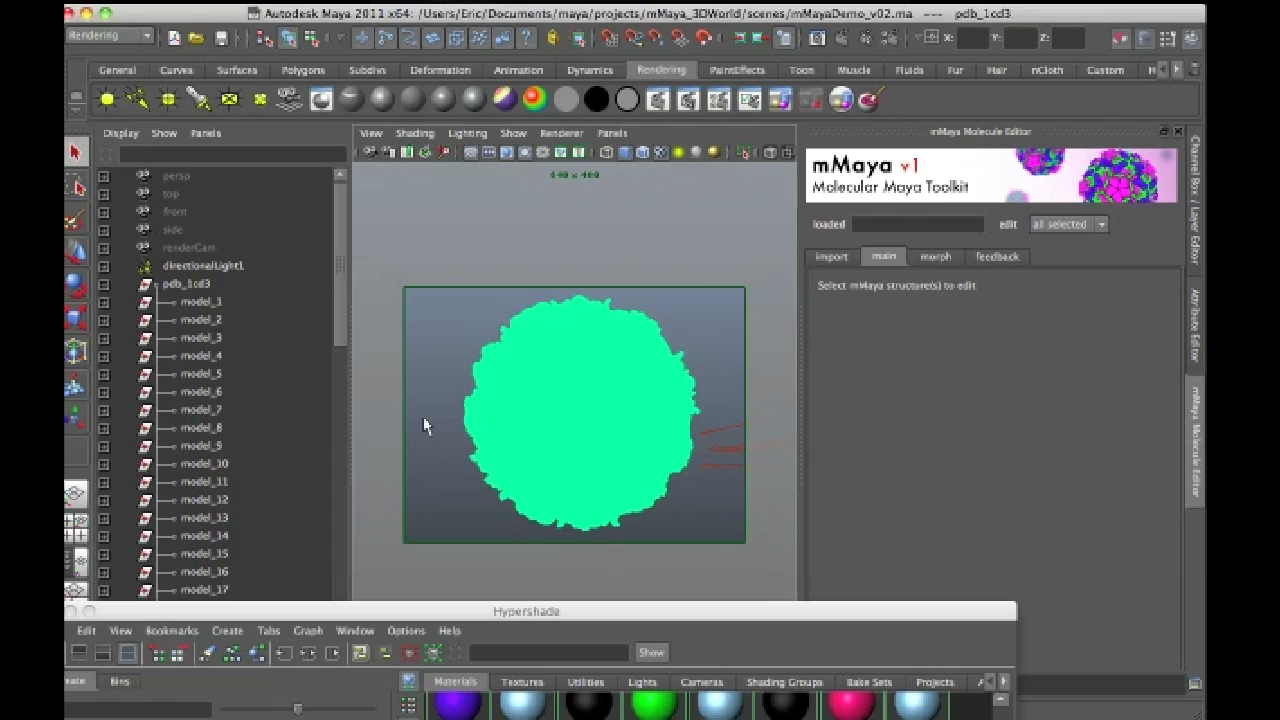 Autodesk Maya 2011 x64: /Users/Eric/Documents/maya/projects/mMaya_3DWorld/scenes/mMayaDemo_v02.ma --- pdb_1cd3
Rendering X: Y: Z:
General Curves Surfaces Polygons Subdivs Deformation Animation Dynamics Rendering PaintEffects Toon Muscle Fluids Fur Hair nCloth Custom H
Display Show Panels
View Shading Lighting Show Renderer Panels
mMaya Molecule Editor
persp
top
front
side
renderCam
directionalLight1
pdb_1cd3
model_1
model_2
model_3
model_4
model_5
model_6
model_7
model_8
model_9
model_10
model_11
model_12
model_13
model_14
model_15
model_16
model_17
640 x 480
mMaya v1
Molecular Maya Toolkit
loaded edit all selected
import main morph feedback
Select mMaya structure(s) to edit
Channel Box / Layer Editor
Attribute Editor
mMaya Molecule Editor
Hypershade
Edit View Bookmarks Create Tabs Graph Window Options Help
Show
reate Bins
Materials Textures Utilities Lights Cameras Shading Groups Bake Sets Projects